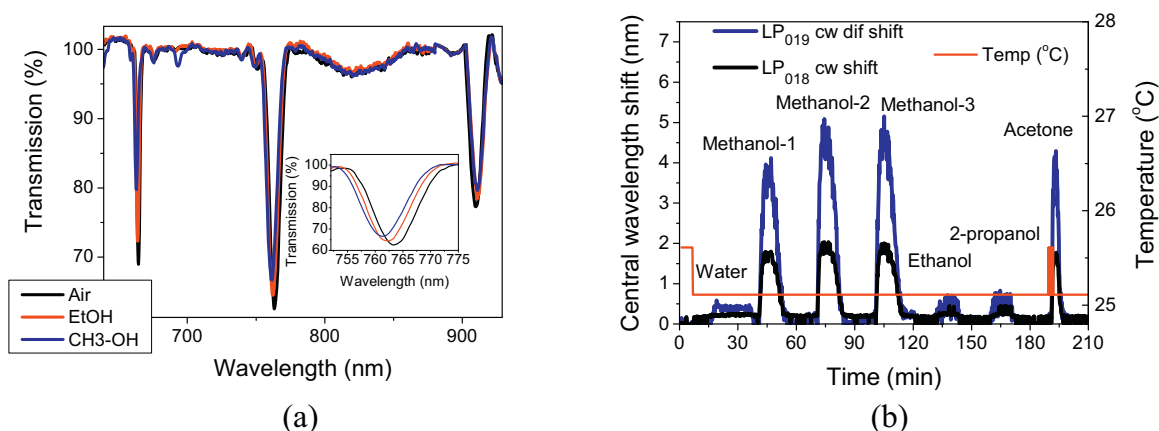 Transmission (%)
100
90
80
70
700
800
900
Wavelength (nm)
Air
EtOH
CH3-OH
Transmission (%)
100
90
80
70
60
755
760
765
770
775
Wavelength (nm)
(a)
Central wavelength shift (nm)
8
7
6
5
4
3
2
1
0
LP019 cw dif shift
LP018 cw shift
Temp (°C)
Methanol-1
Methanol-2
Methanol-3
Acetone
Water
Ethanol
2-propanol
0
30
60
90
120
150
180
210
Time (min)
28
27
26
25
Temperature (°C)
(b)